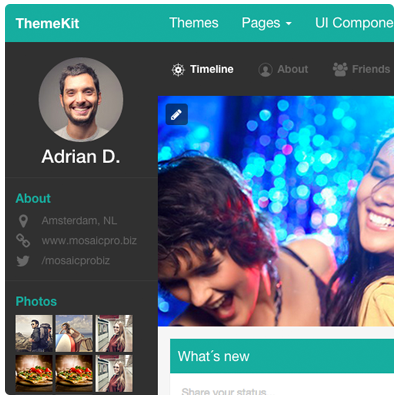 ThemeKit Themes Pages UI Compone
Timeline About Friends
Adrian D.
About
Amsterdam, NL
www.mosaicpro.biz
/mosaicprobiz
Photos
What´s new
Share your status